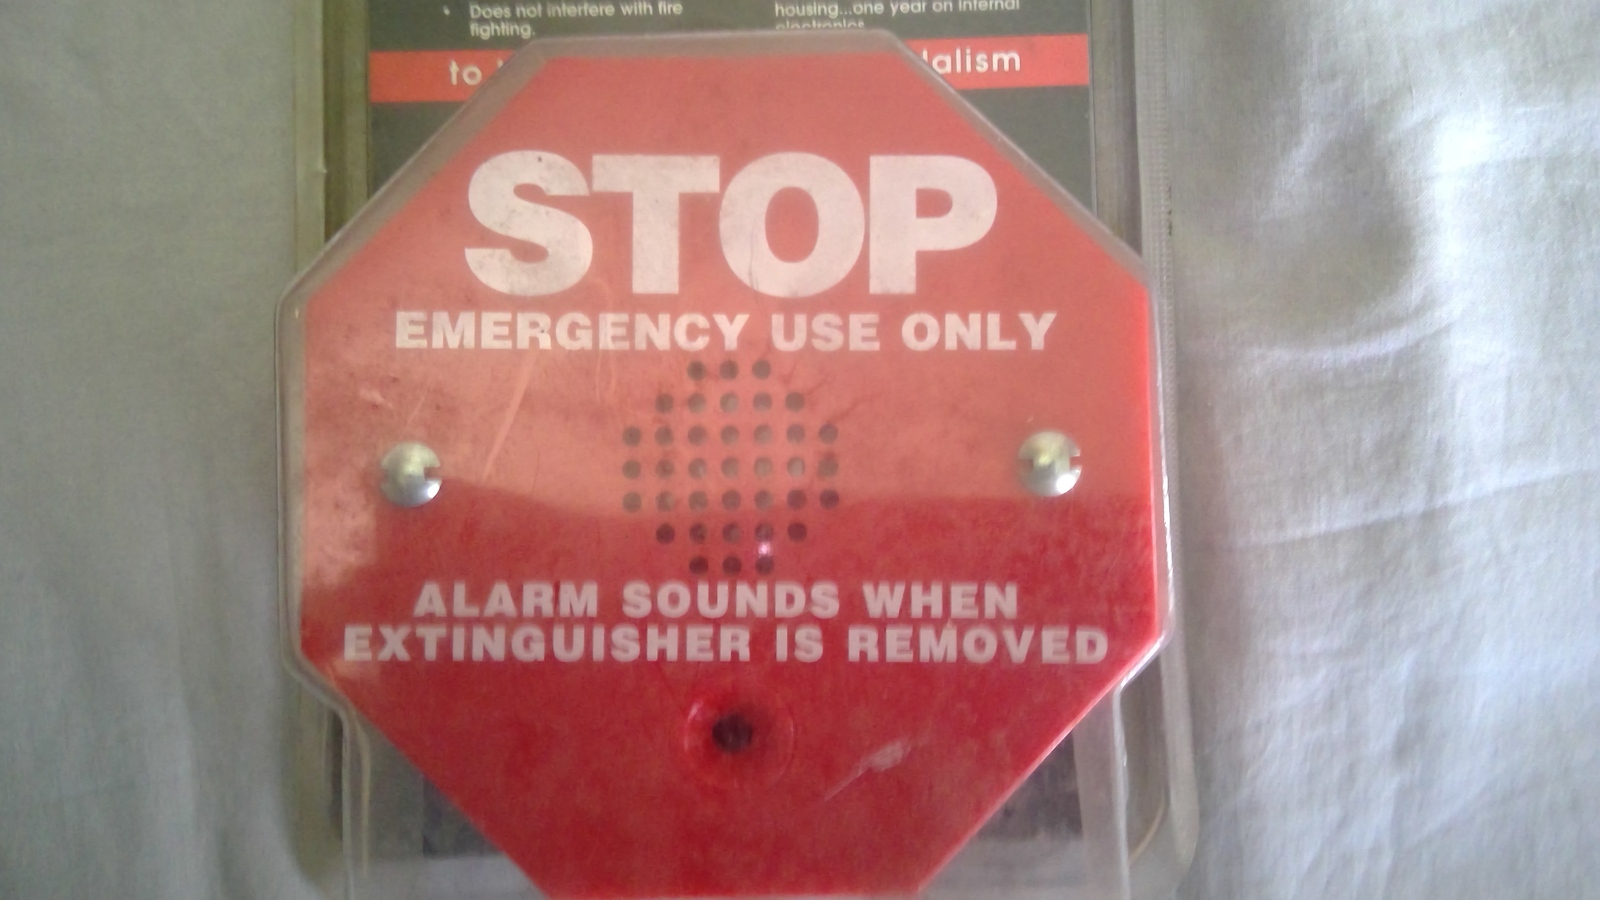 Does not interfere with fire
fighting.
housing...one year on internal
electronics
to
STOP
EMERGENCY USE ONLY
ALARM SOUNDS WHEN
EXTINGUISHER IS REMOVED